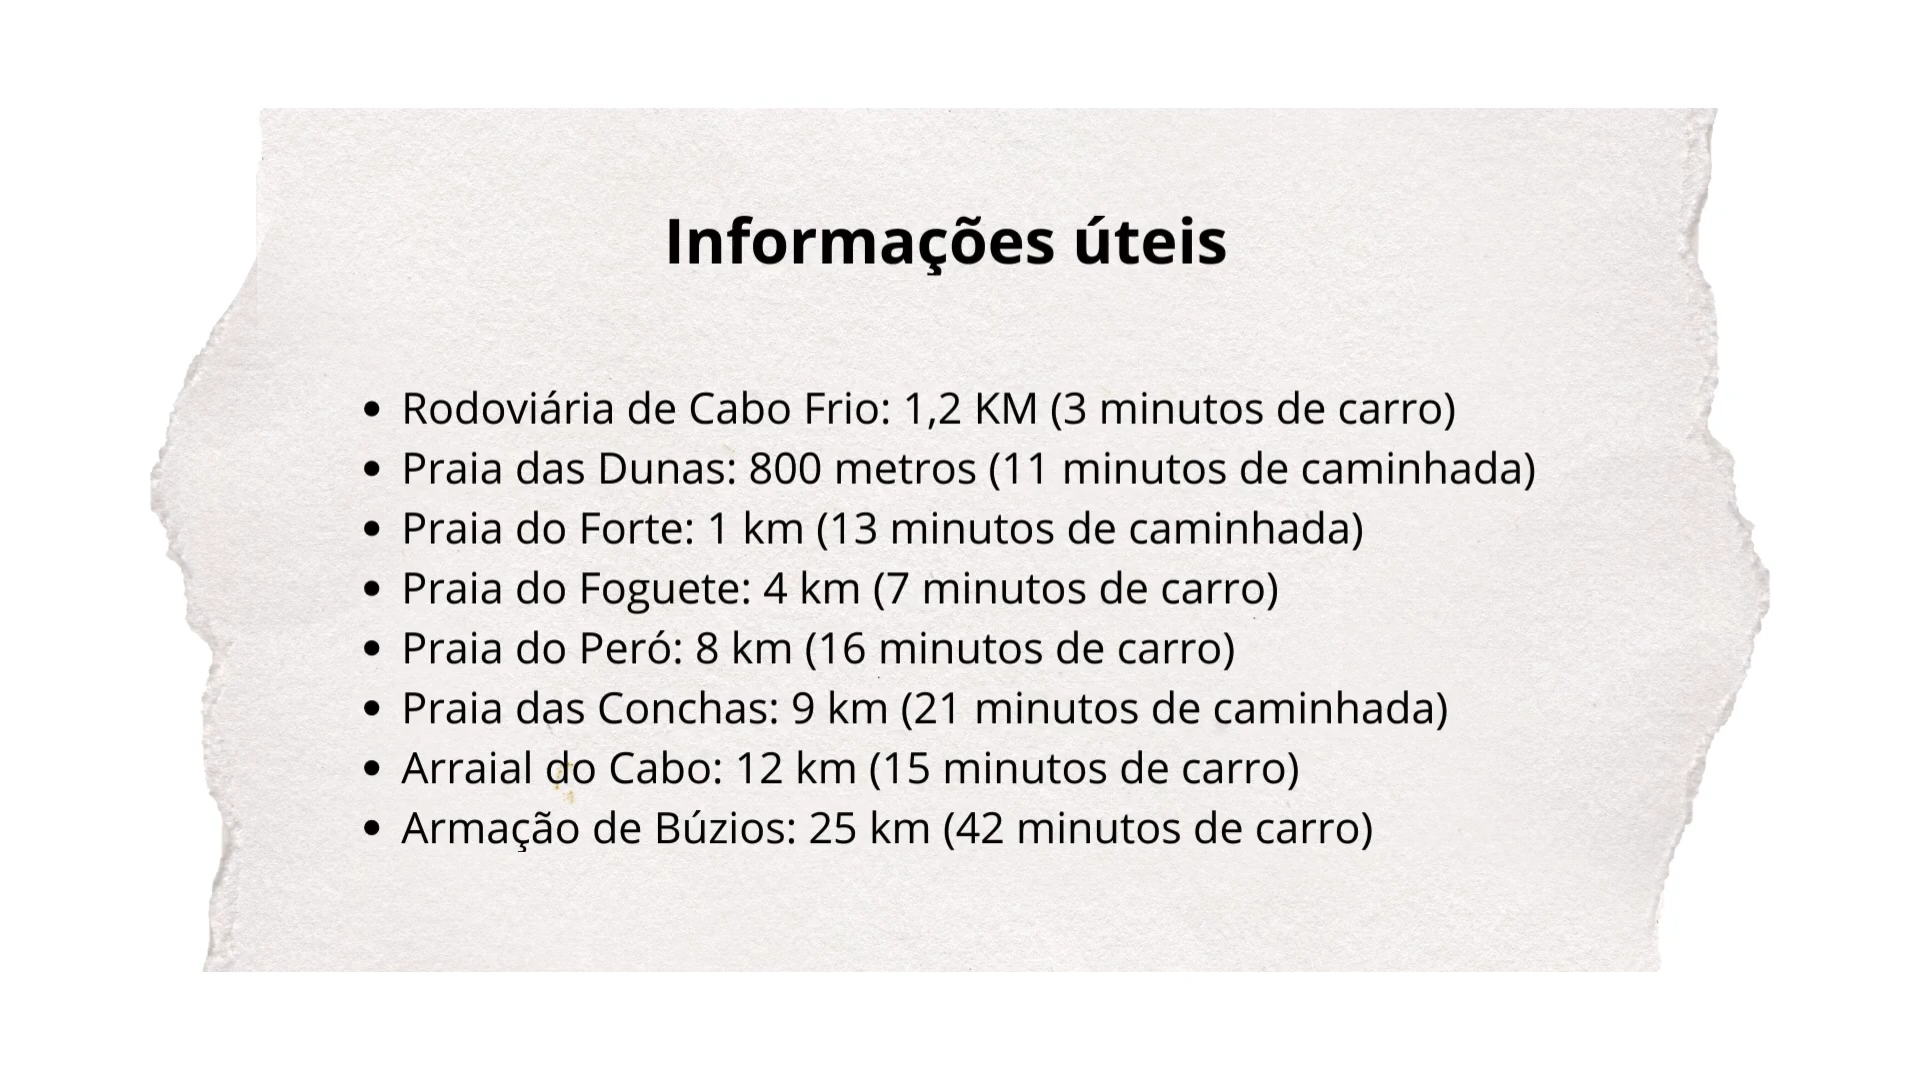 Informações úteis
Rodoviária de Cabo Frio: 1,2 KM (3 minutos de carro)
Praia das Dunas: 800 metros (11 minutos de caminhada)
Praia do Forte: 1 km (13 minutos de caminhada)
Praia do Foguete: 4 km (7 minutos de carro)
Praia do Peró: 8 km (16 minutos de carro)
Praia das Conchas: 9 km (21 minutos de caminhada)
Arraial do Cabo: 12 km (15 minutos de carro)
Armação de Búzios: 25 km (42 minutos de carro)